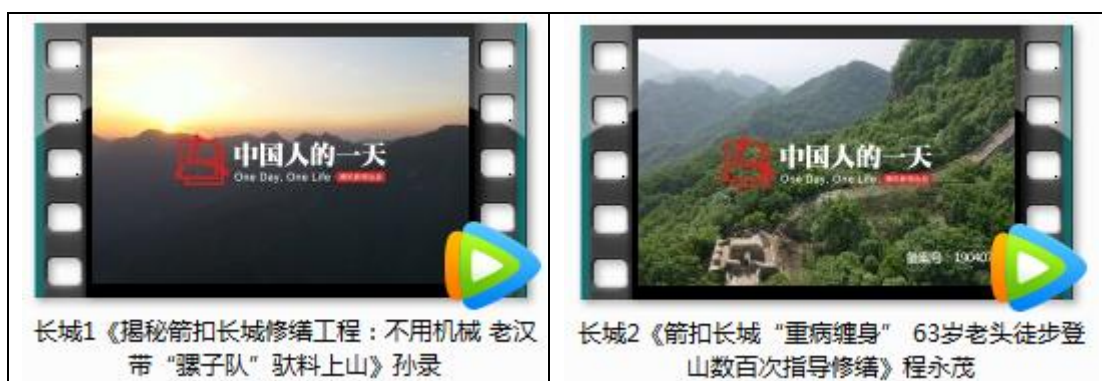 中国人的一天
One Day, One Life
长城1《揭秘箭扣长城修缮工程：不用机械 老汉
带“骡子队”驮料上山》孙录
中国人的一天
One Day, One Life
备案号：190407
长城2《箭扣长城“重病缠身” 63岁老头徒步登
山数百次指导修缮》程永茂